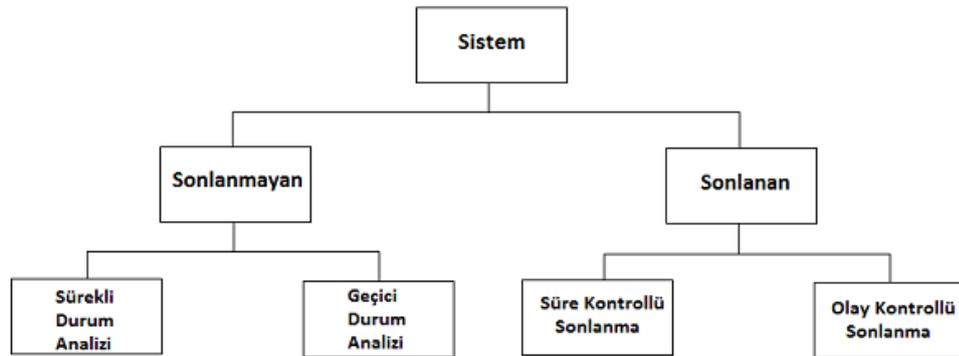 Sistem
Sonlanmayan
Sonlanan
Sürekli
Durum
Analizi
Geçici
Durum
Analizi
Süre Kontrollü
Sonlanma
Olay Kontrollü
Sonlanma